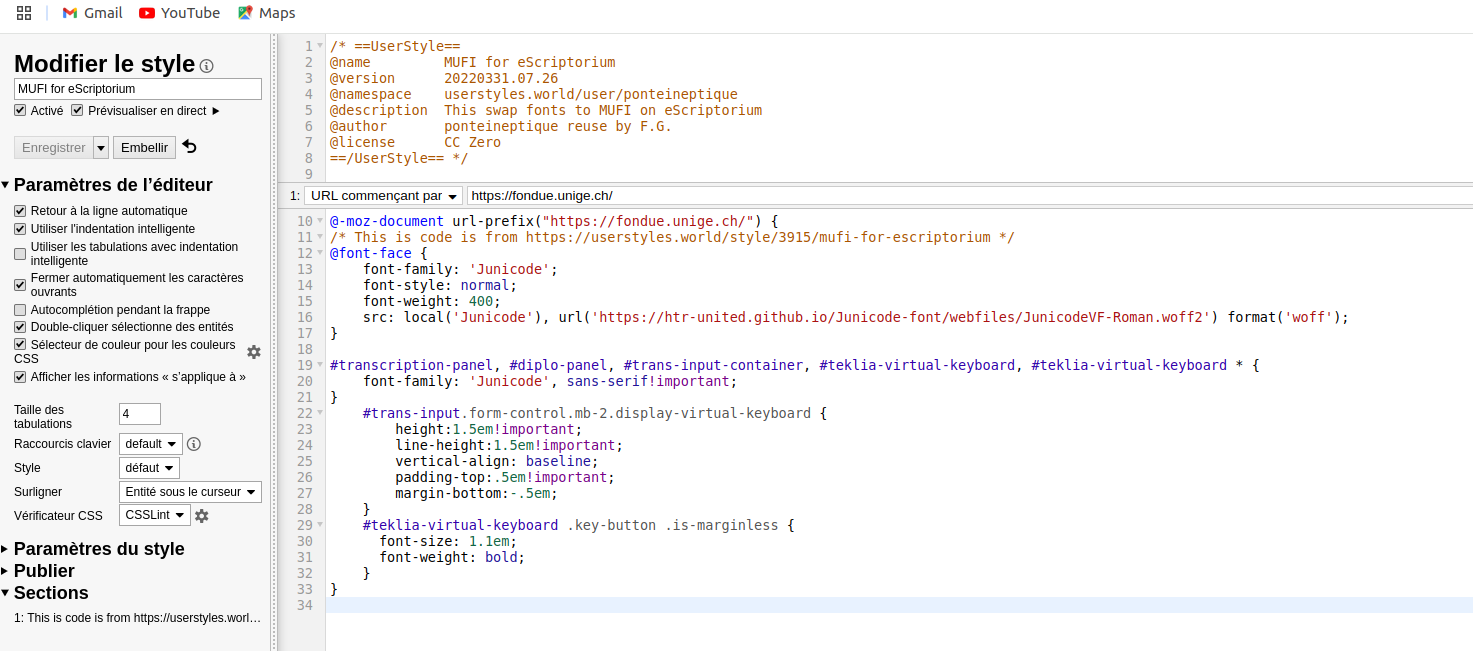 Gmail YouTube Maps
Modifier le style
MUFI for eScriptorium
Activé Prévisualiser en direct
Enregistrer Embellir
Paramètres de l’éditeur
Retour à la ligne automatique
Utiliser l'indentation intelligente
Utiliser les tabulations avec indentation
intelligente
Fermer automatiquement les caractères
ouvrants
Autocomplétion pendant la frappe
Double-cliquer sélectionne des entités
Sélecteur de couleur pour les couleurs
CSS
Afficher les informations « s’applique à »
Taille des
tabulations
4
Raccourcis clavier default
Style défaut
Surligner Entité sous le curseur
Vérificateur CSS CSSLint
Paramètres du style
Publier
Sections
1: This is code is from https://userstyles.worl…
1 /* ==UserStyle==
2 @name         MUFI for eScriptorium
3 @version      20220331.07.26
4 @namespace    userstyles.world/user/ponteineptique
5 @description  This swap fonts to MUFI on eScriptorium
6 @author       ponteineptique reuse by F.G.
7 @license      CC Zero
8 ==/UserStyle== */
9
1: URL commençant par https://fondue.unige.ch/
10 @-moz-document url-prefix("https://fondue.unige.ch/") {
11 /* This is code is from https://userstyles.world/style/3915/mufi-for-escriptorium */
12 @font-face {
13     font-family: 'Junicode';
14     font-style: normal;
15     font-weight: 400;
16     src: local('Junicode'), url('https://htr-united.github.io/Junicode-font/webfiles/JunicodeVF-Roman.woff2') format('woff');
17 }
18
19 #transcription-panel, #diplo-panel, #trans-input-container, #teklia-virtual-keyboard, #teklia-virtual-keyboard * {
20     font-family: 'Junicode', sans-serif!important;
21 }
22     #trans-input.form-control.mb-2.display-virtual-keyboard {
23         height:1.5em!important;
24         line-height:1.5em!important;
25         vertical-align: baseline;
26         padding-top:.5em!important;
27         margin-bottom:-.5em;
28     }
29     #teklia-virtual-keyboard .key-button .is-marginless {
30       font-size: 1.1em;
31       font-weight: bold;
32     }
33 }
34